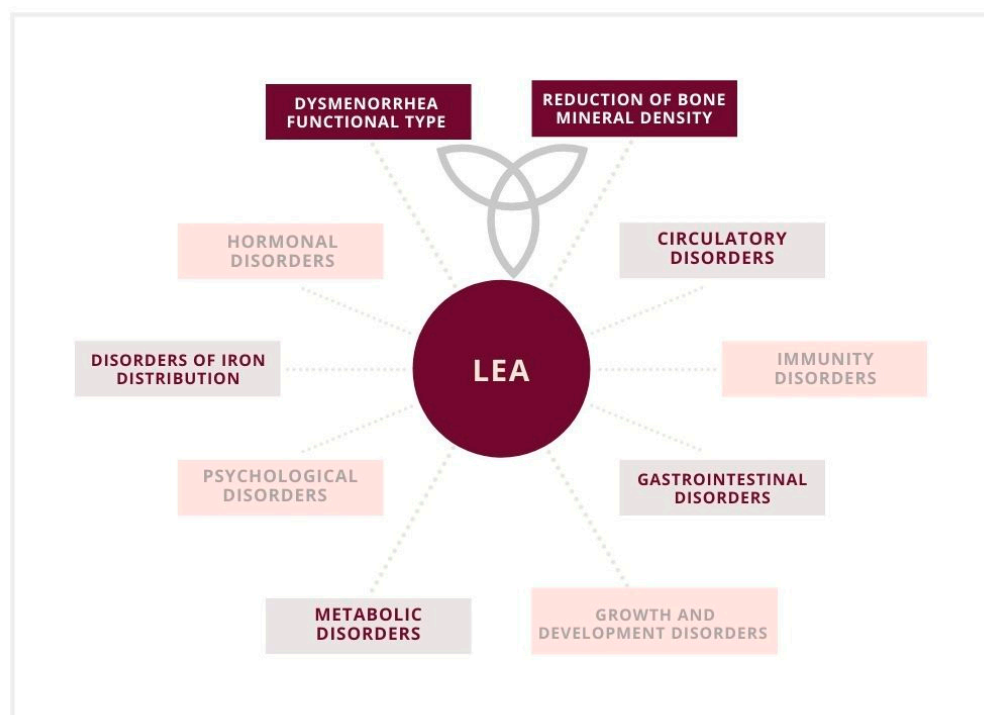 DYSMENORRHEA
FUNCTIONAL TYPE
REDUCTION OF BONE
MINERAL DENSITY
HORMONAL
DISORDERS
CIRCULATORY
DISORDERS
DISORDERS OF IRON
DISTRIBUTION
LEA
IMMUNITY
DISORDERS
PSYCHOLOGICAL
DISORDERS
GASTROINTESTINAL
DISORDERS
METABOLIC
DISORDERS
GROWTH AND
DEVELOPMENT DISORDERS